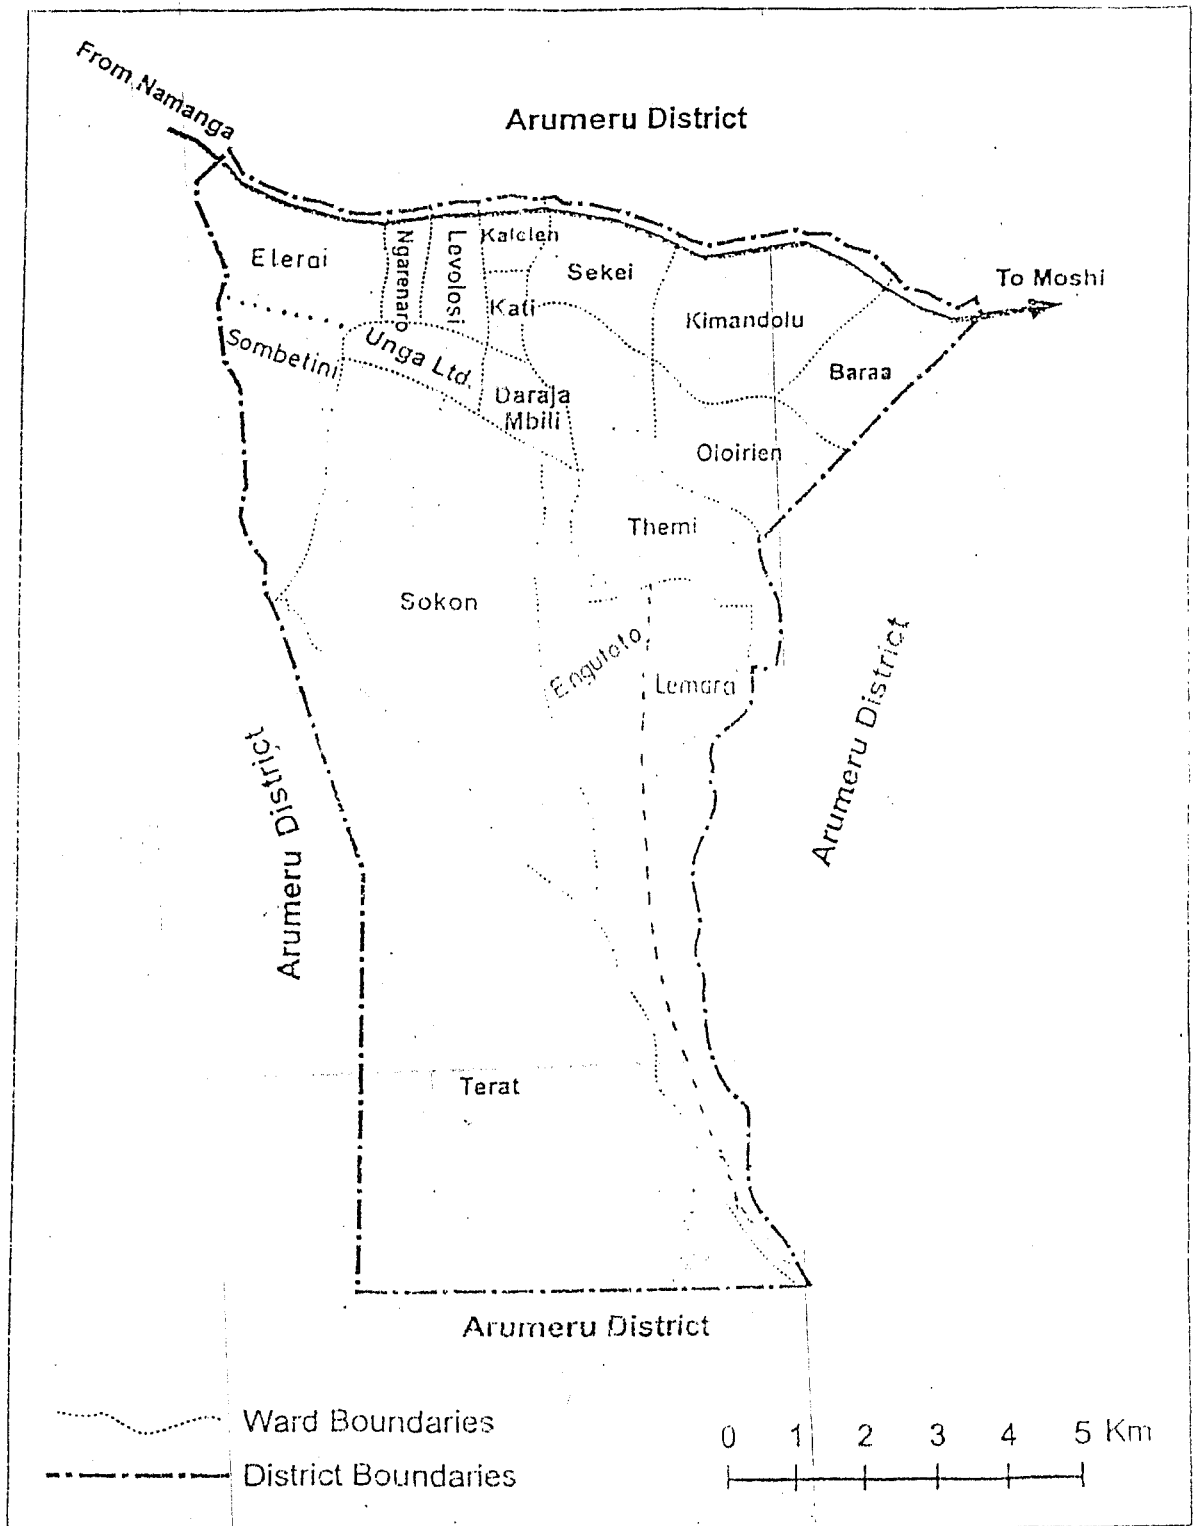 From Namanga
Arumeru District
To Moshi
Elerai
Ngarenaro
Levolosi
Kaloleni
Sekei
Kati
Kimandolu
Sombetini
Unga Ltd.
Daraja
Mbili
Baraa
Oloirien
Themi
Sokon
Engutoto
Lemara
Arumeru District
Arumeru District
Terat
Arumeru District
Ward Boundaries
District Boundaries
0 1 2 3 4 5 Km